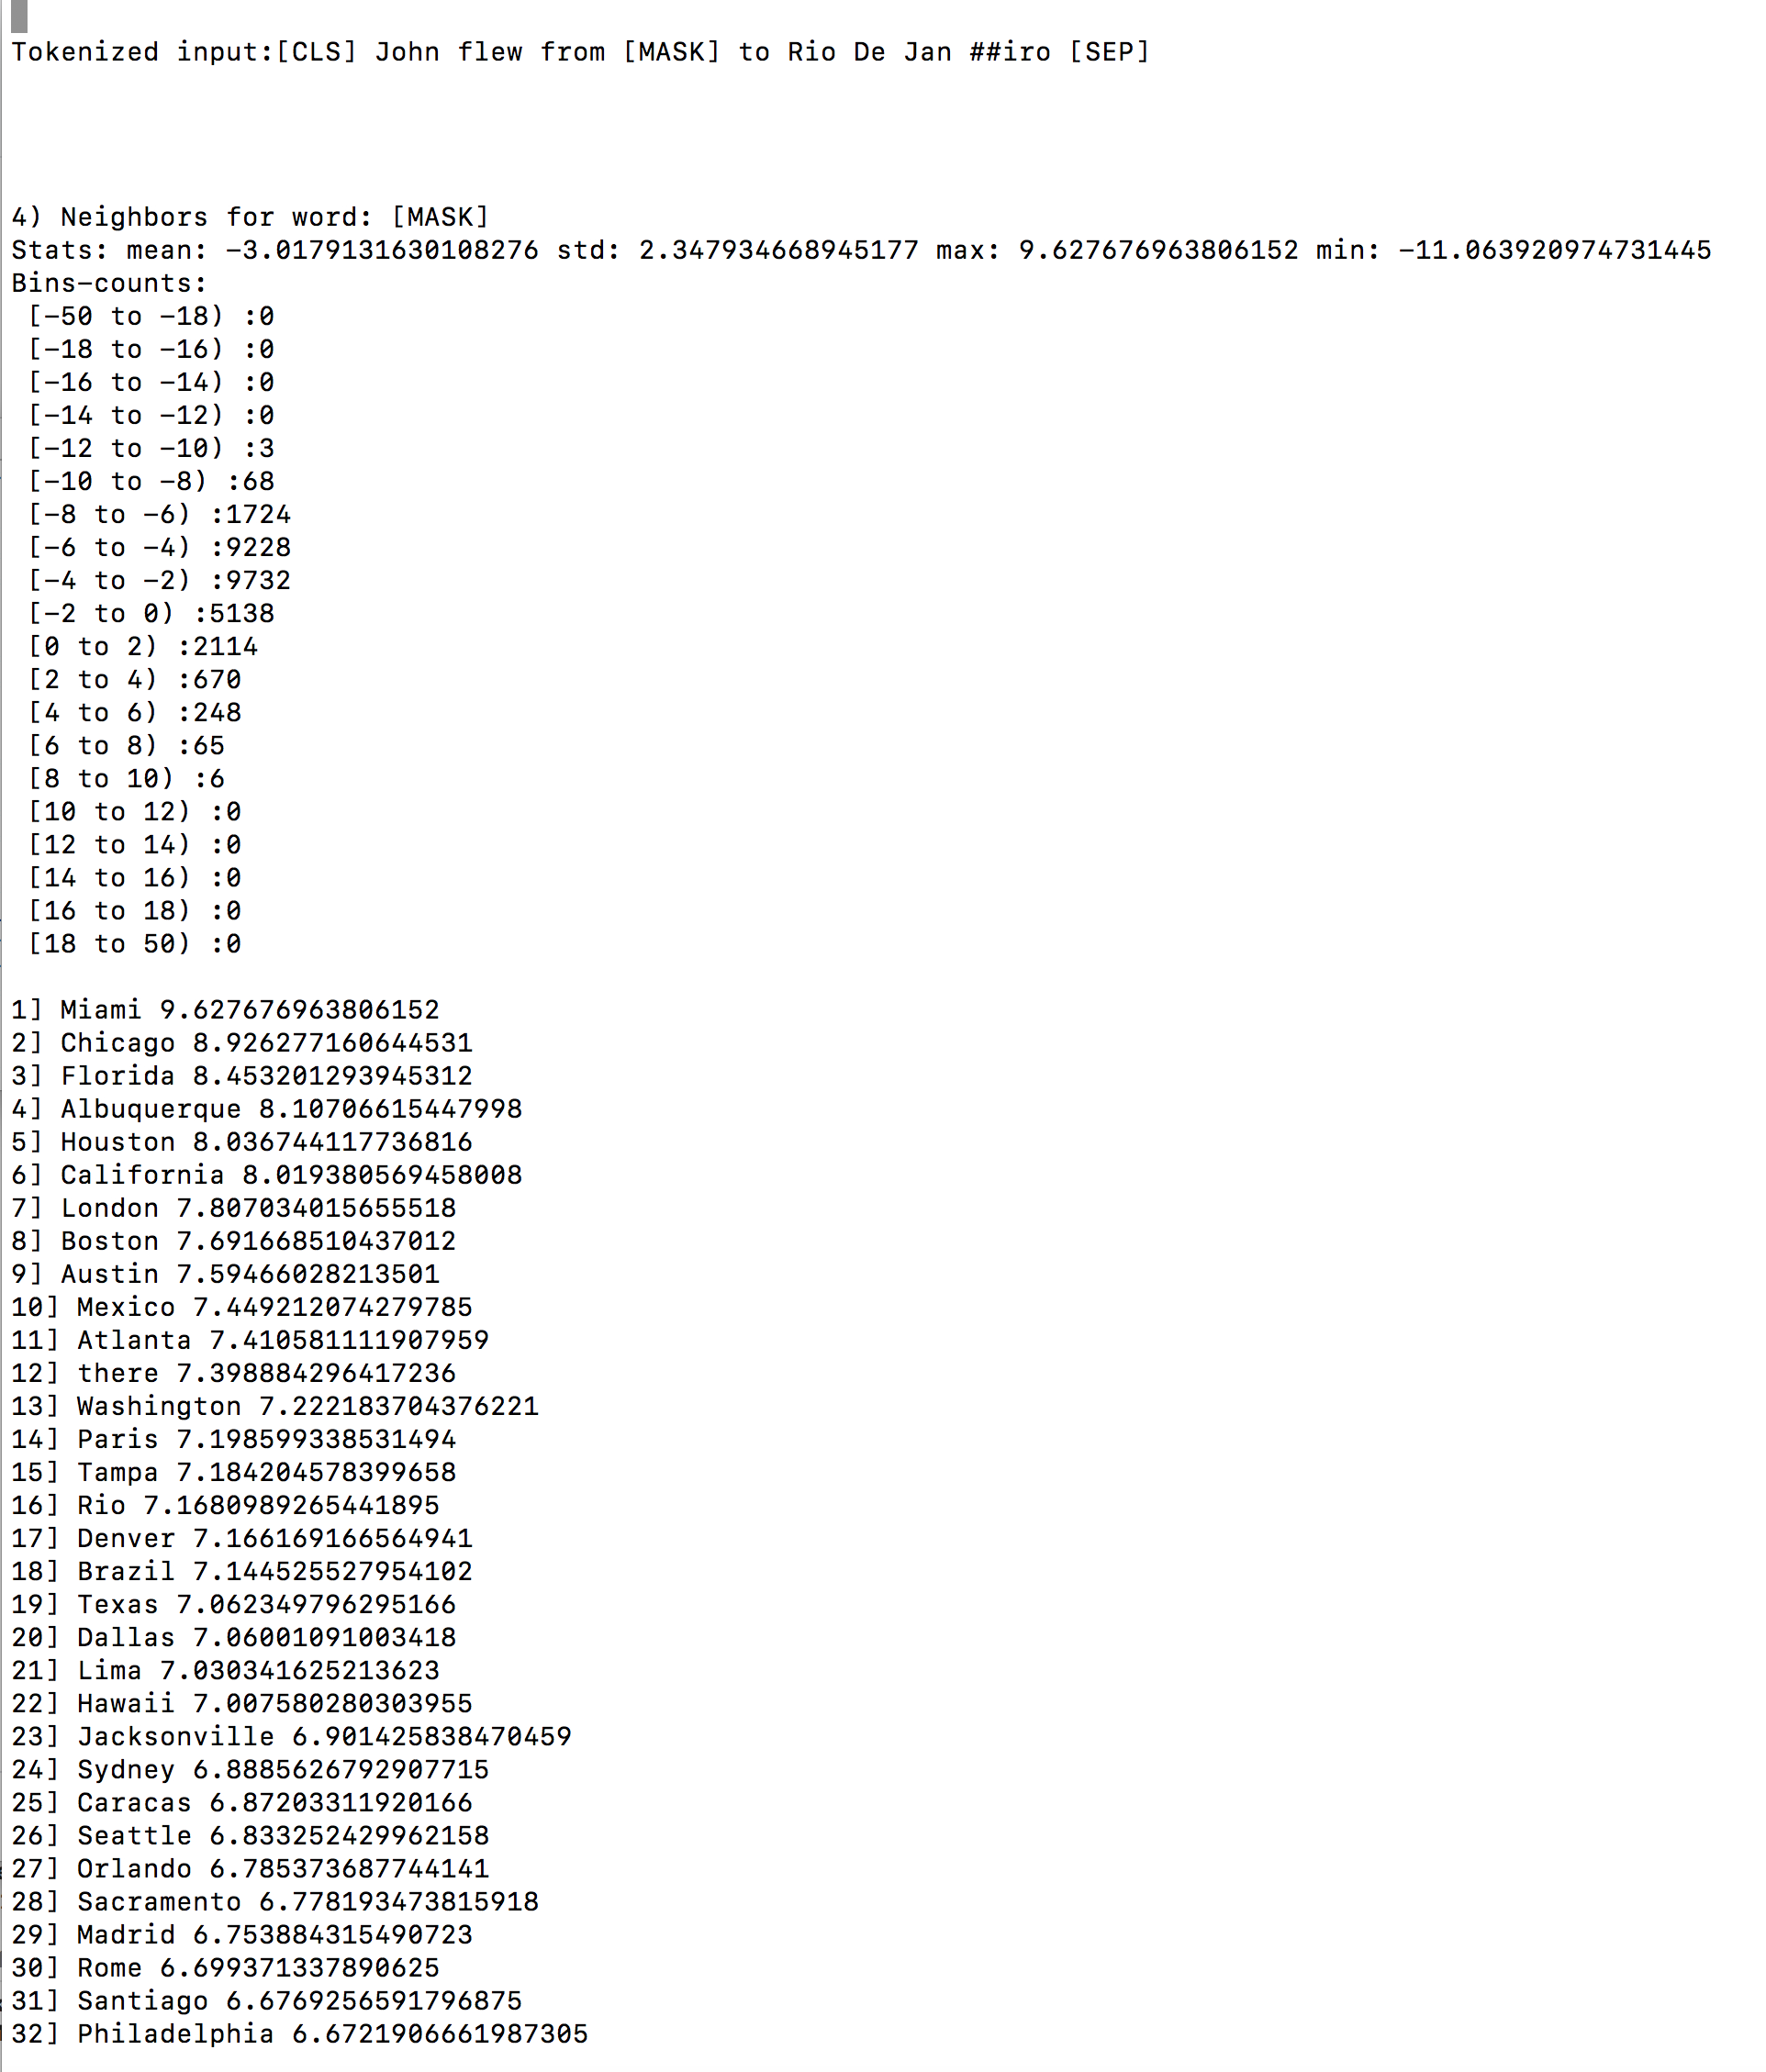 Tokenized input:[CLS] John flew from [MASK] to Rio De Jan ##iro [SEP]
4) Neighbors for word: [MASK]
Stats: mean: -3.0179131630108276 std: 2.347934668945177 max: 9.627676963806152 min: -11.063920974731445
Bins-counts:
[-50 to -18) :0
[-18 to -16) :0
[-16 to -14) :0
[-14 to -12) :0
[-12 to -10) :3
[-10 to -8) :68
[-8 to -6) :1724
[-6 to -4) :9228
[-4 to -2) :9732
[-2 to 0) :5138
[0 to 2) :2114
[2 to 4) :670
[4 to 6) :248
[6 to 8) :65
[8 to 10) :6
[10 to 12) :0
[12 to 14) :0
[14 to 16) :0
[16 to 18) :0
[18 to 50) :0
1] Miami 9.627676963806152
2] Chicago 8.926277160644531
3] Florida 8.453201293945312
4] Albuquerque 8.10706615447998
5] Houston 8.036744117736816
6] California 8.019380569458008
7] London 7.807034015655518
8] Boston 7.691668510437012
9] Austin 7.59466028213501
10] Mexico 7.449212074279785
11] Atlanta 7.410581111907959
12] there 7.398884296417236
13] Washington 7.222183704376221
14] Paris 7.198599338531494
15] Tampa 7.184204578399658
16] Rio 7.1680989265441895
17] Denver 7.166169166564941
18] Brazil 7.144525527954102
19] Texas 7.062349796295166
20] Dallas 7.06001091003418
21] Lima 7.030341625213623
22] Hawaii 7.007580280303955
23] Jacksonville 6.901425838470459
24] Sydney 6.8885626792907715
25] Caracas 6.87203311920166
26] Seattle 6.833252429962158
27] Orlando 6.785373687744141
28] Sacramento 6.778193473815918
29] Madrid 6.753884315490723
30] Rome 6.699371337890625
31] Santiago 6.6769256591796875
32] Philadelphia 6.6721906661987305